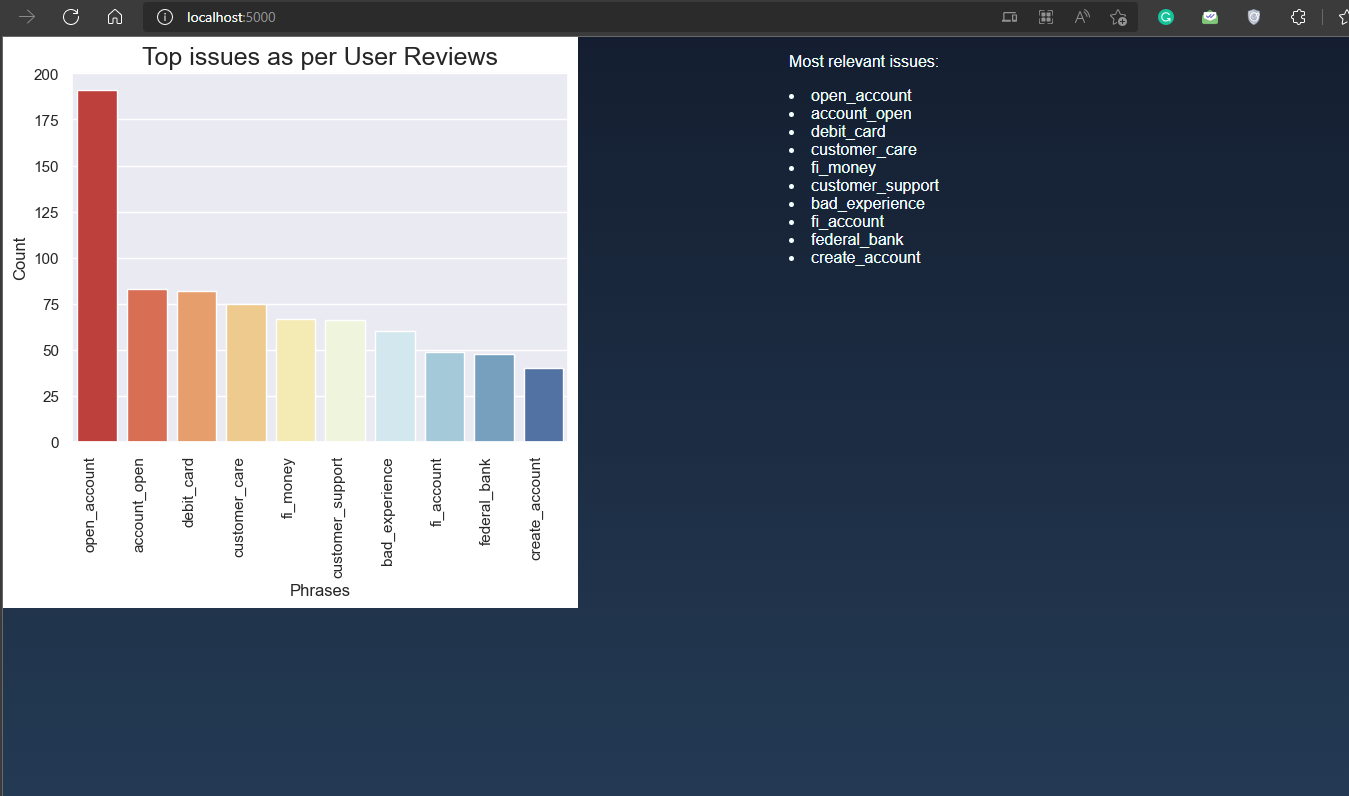 localhost:5000
Top issues as per User Reviews
200
175
150
125
100
75
50
25
0
Count
open_account
account_open
debit_card
customer_care
fi_money
customer_support
bad_experience
fi_account
federal_bank
create_account
Phrases
Most relevant issues:
• open_account
• account_open
• debit_card
• customer_care
• fi_money
• customer_support
• bad_experience
• fi_account
• federal_bank
• create_account